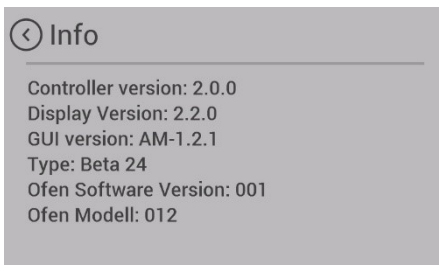 Info
Controller version: 2.0.0
Display Version: 2.2.0
GUI version: AM-1.2.1
Type: Beta 24
Ofen Software Version: 001
Ofen Modell: 012